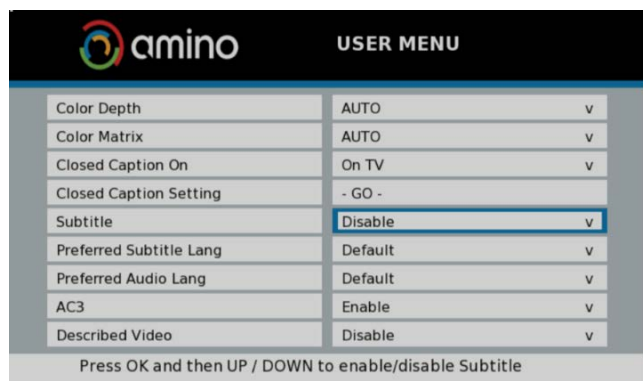 amino USER MENU
Color Depth AUTO v
Color Matrix AUTO v
Closed Caption On On TV v
Closed Caption Setting - GO -
Subtitle Disable v
Preferred Subtitle Lang Default v
Preferred Audio Lang Default v
AC3 Enable v
Described Video Disable v
Press OK and then UP / DOWN to enable/disable Subtitle